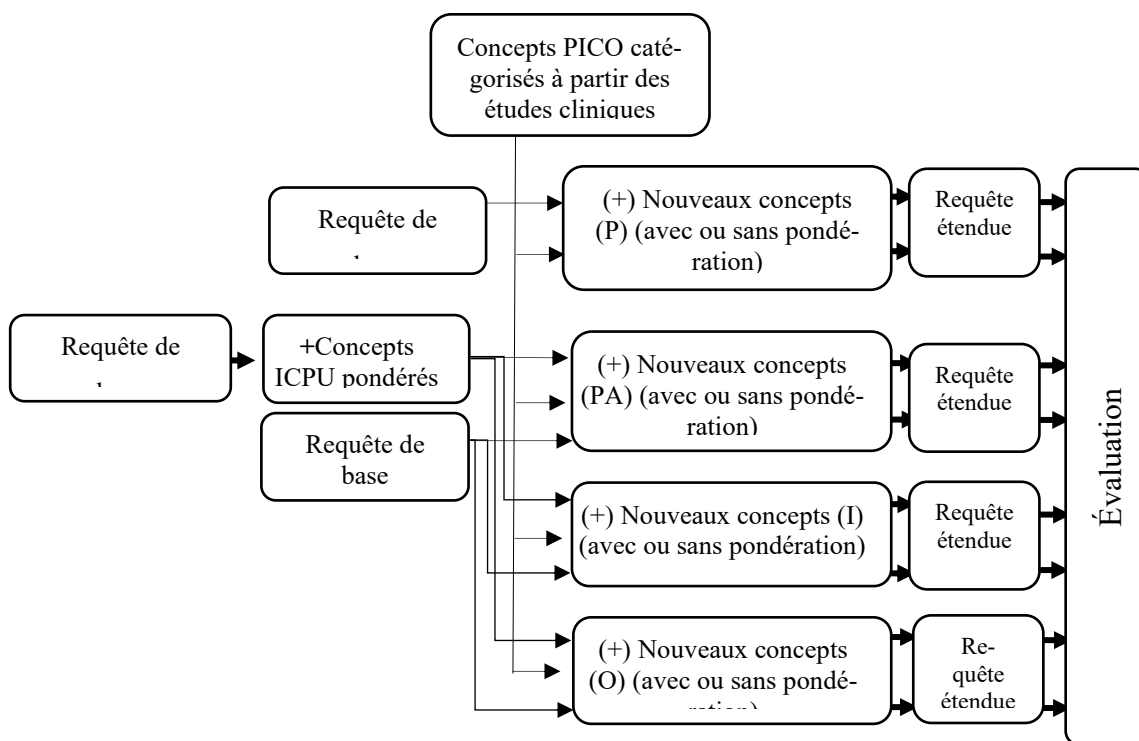 Concepts PICO caté-
gorisés à partir des
études cliniques
Requête de
(+) Nouveaux concepts
(P) (avec ou sans pondé-
ration)
Requête
étendue
Requête de
+Concepts
ICPU pondérés
(+) Nouveaux concepts
(PA) (avec ou sans pondé-
ration)
Requête
étendue
Requête de
base
(+) Nouveaux concepts (I)
(avec ou sans pondération)
Requête
étendue
(+) Nouveaux concepts
(O) (avec ou sans pondé-
ration)
Re-
quête
étendue
Évaluation